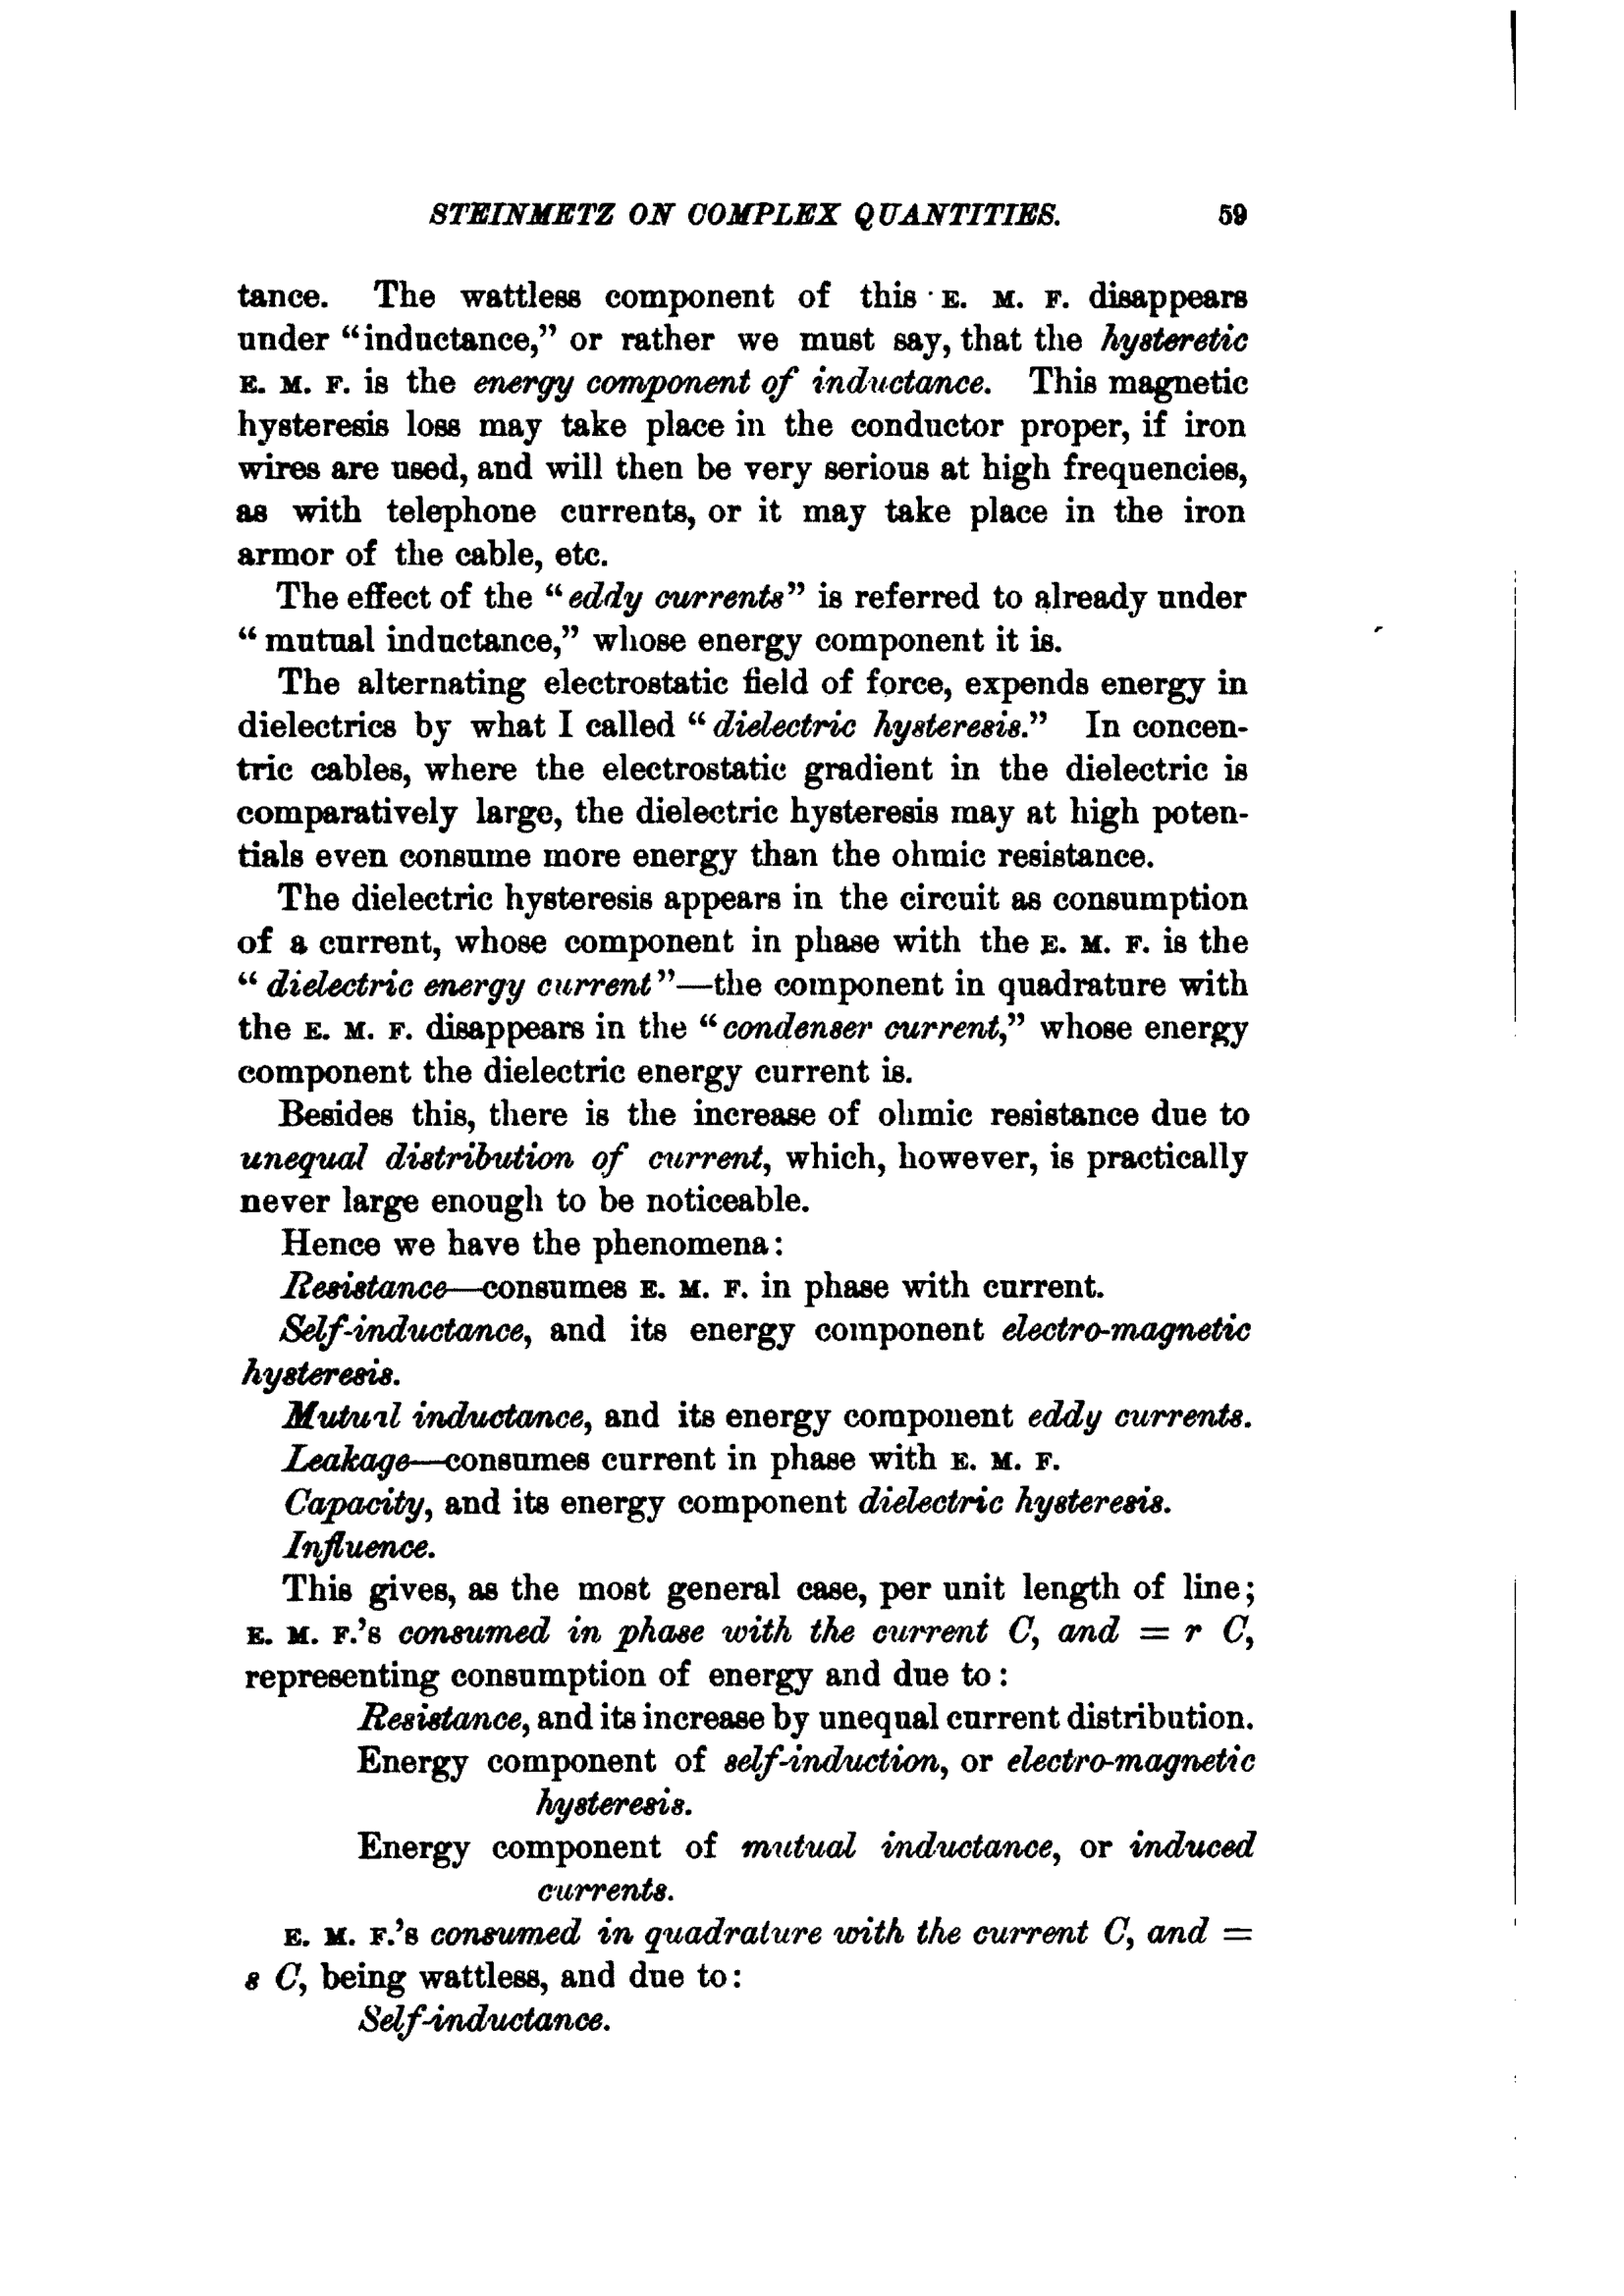 STEINMETZ ON COMPLEX QUANTITIES. 59
tance. The wattless component of this E. M. F. disappears
under "inductance," or rather we must say, that the hysteretic
E. M. F. is the energy component of inductance. This magnetic
hysteresis loss may take place in the conductor proper, if iron
wires are used, and will then be very serious at high frequencies,
as with telephone currents, or it may take place in the iron
armor of the cable, etc.
The effect of the "eddy currents" is referred to already under
"mutual inductance," whose energy component it is.
The alternating electrostatic field of force, expends energy in
dielectrics by what I called "dielectric hysteresis." In concen-
tric cables, where the electrostatic gradient in the dielectric is
comparatively large, the dielectric hysteresis may at high poten-
tials even consume more energy than the ohmic resistance.
The dielectric hysteresis appears in the circuit as consumption
of a current, whose component in phase with the E. M. F. is the
"dielectric energy current"—the component in quadrature with
the E. M. F. disappears in the "condenser current," whose energy
component the dielectric energy current is.
Besides this, there is the increase of ohmic resistance due to
unequal distribution of current, which, however, is practically
never large enough to be noticeable.
Hence we have the phenomena:
Resistance—consumes E. M. F. in phase with current.
Self-inductance, and its energy component electro-magnetic
hysteresis.
Mutual inductance, and its energy component eddy currents.
Leakage—consumes current in phase with E. M. F.
Capacity, and its energy component dielectric hysteresis.
Influence.
This gives, as the most general case, per unit length of line;
E. M. F.'s consumed in phase with the current C, and = r C,
representing consumption of energy and due to:
Resistance, and its increase by unequal current distribution.
Energy component of self-induction, or electro-magnetic
hysteresis.
Energy component of mutual inductance, or induced
currents.
E. M. F.'s consumed in quadrature with the current C, and =
s C, being wattless, and due to:
Self-inductance.